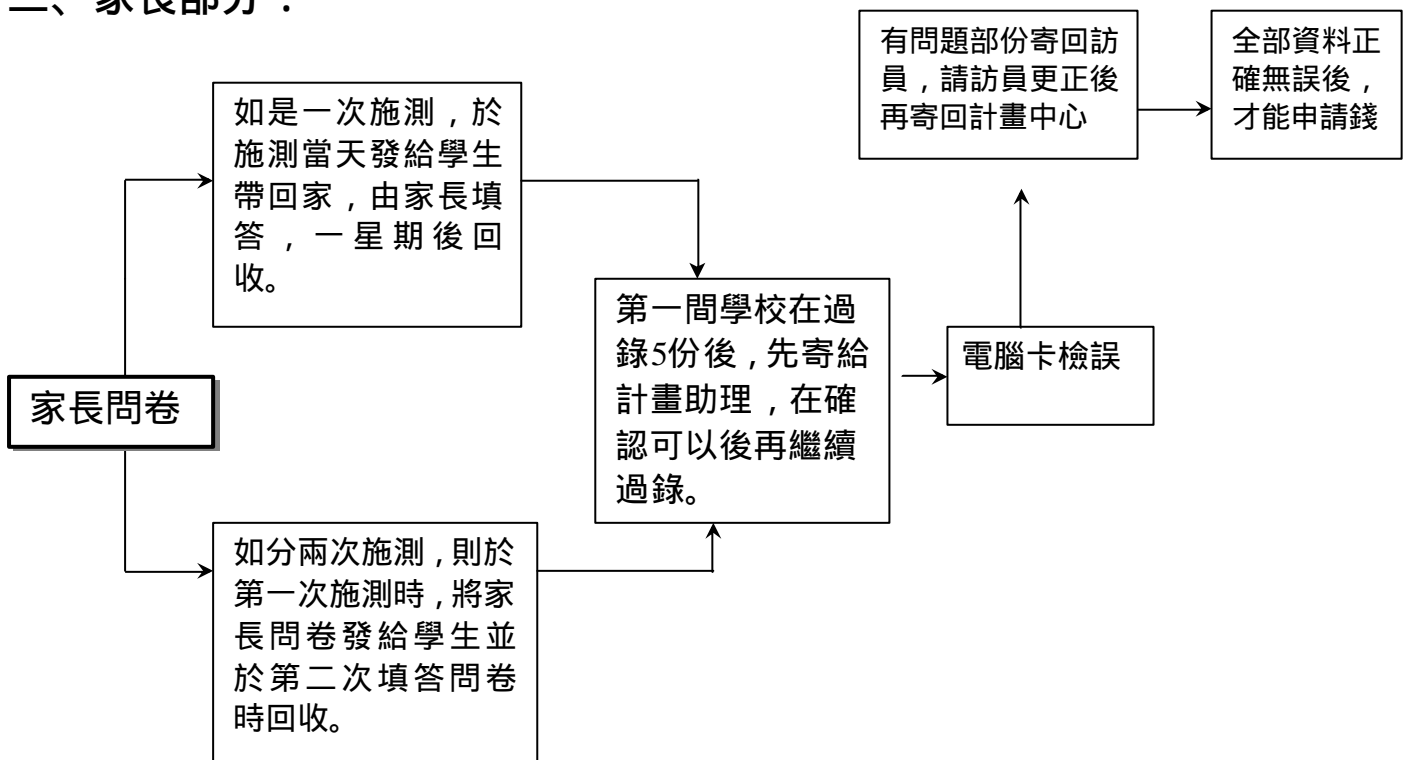 家長部分：
有問題部份寄回訪
員，請訪員更正後
再寄回計畫中心
全部資料正
確無誤後，
才能申請錢
如是一次施測，於
施測當天發給學生
帶回家，由家長填
答，一星期後回
收。
第一間學校在過
錄5份後，先寄給
計畫助理，在確
認可以後再繼續
過錄。
電腦卡檢誤
家長問卷
如分兩次施測，則於
第一次施測時，將家
長問卷發給學生並
於第二次填答問卷
時回收。